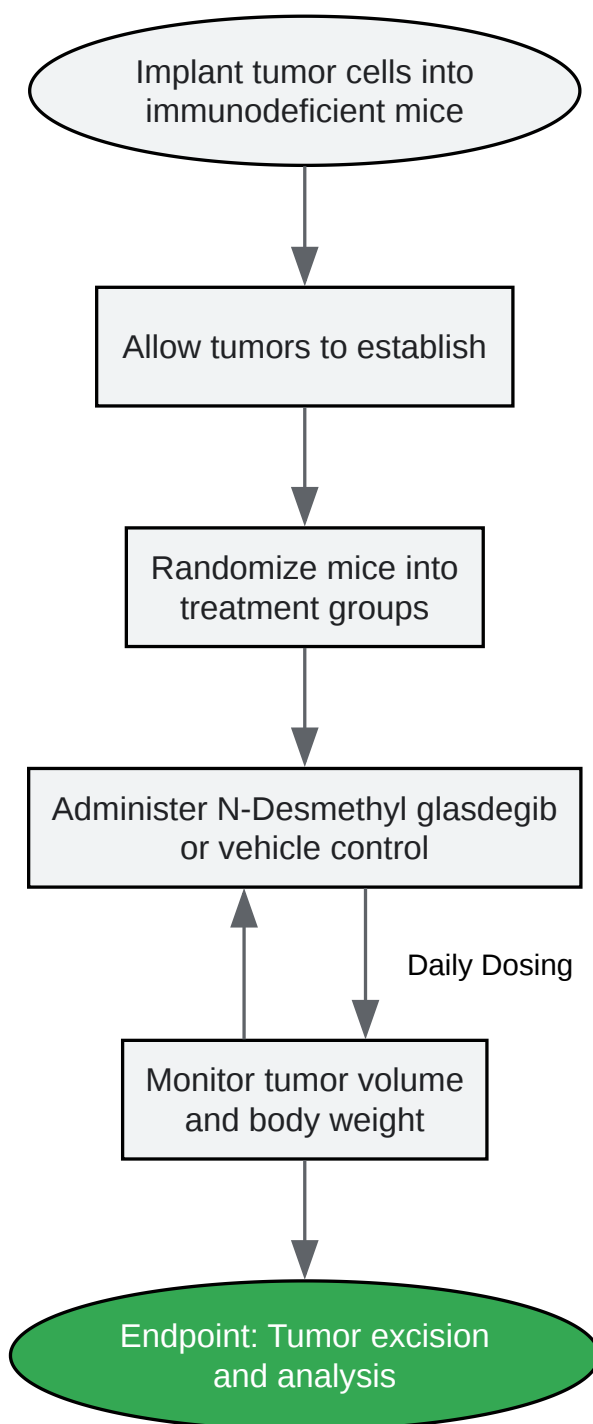 Implant tumor cells into
immunodeficient mice
Allow tumors to establish
Randomize mice into
treatment groups
Administer N-Desmethyl glasdegib
or vehicle control
Daily Dosing
Monitor tumor volume
and body weight
Endpoint: Tumor excision
and analysis